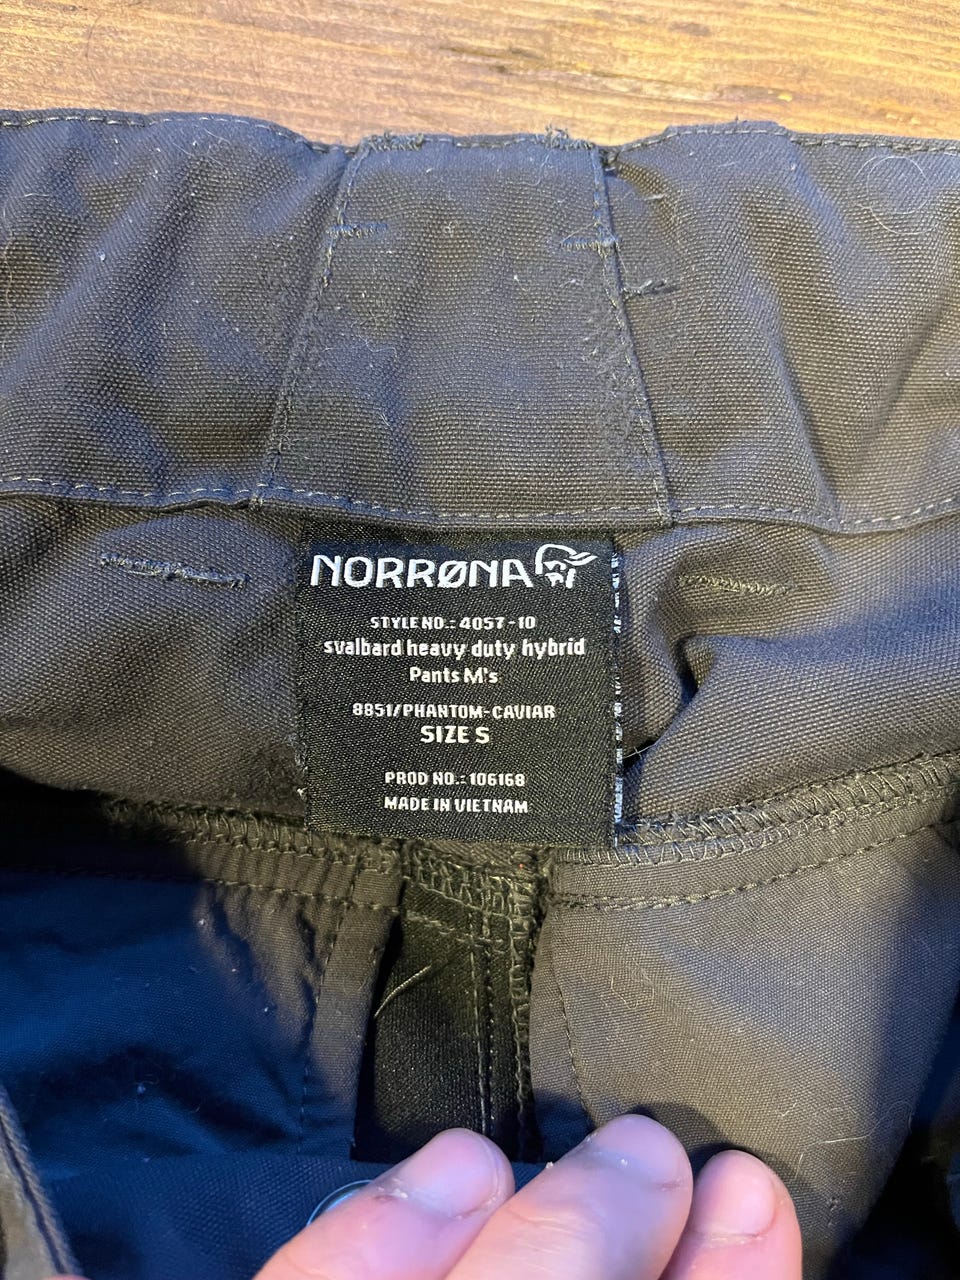 NORRØNA
STYLE NO.: 4057-10
svalbard heavy duty hybrid
Pants M's
8851/PHANTOM-CAVIAR
SIZE S
PROD NO.: 106168
MADE IN VIETNAM